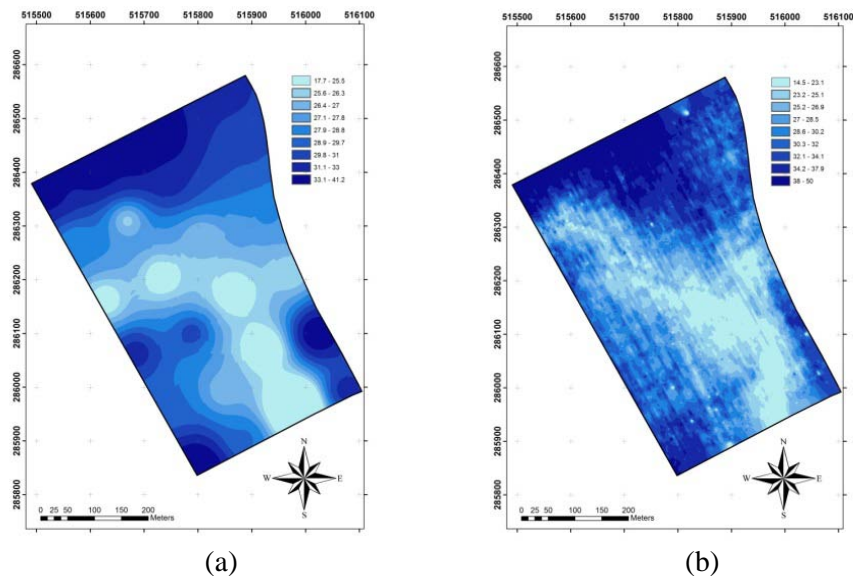 515500 515600 515700 515800 515900 516000 516100
286600
286500
286400
286300
286200
286100
286000
285900
285800
17.7 - 25.5
25.6 - 26.3
26.4 - 27
27.1 - 27.8
27.9 - 28.8
28.9 - 29.7
29.8 - 31
31.1 - 33
33.1 - 41.2
N
W E
S
0 25 50 100 150 200
Meters
(a)
515500 515600 515700 515800 515900 516000 516100
286600
286500
286400
286300
286200
286100
286000
285900
285800
14.5 - 23.1
23.2 - 25.1
25.2 - 26.9
27 - 28.5
28.6 - 30.2
30.3 - 32
32.1 - 34.1
34.2 - 37.9
38 - 50
N
W E
S
0 25 50 100 150 200
Meters
(b)